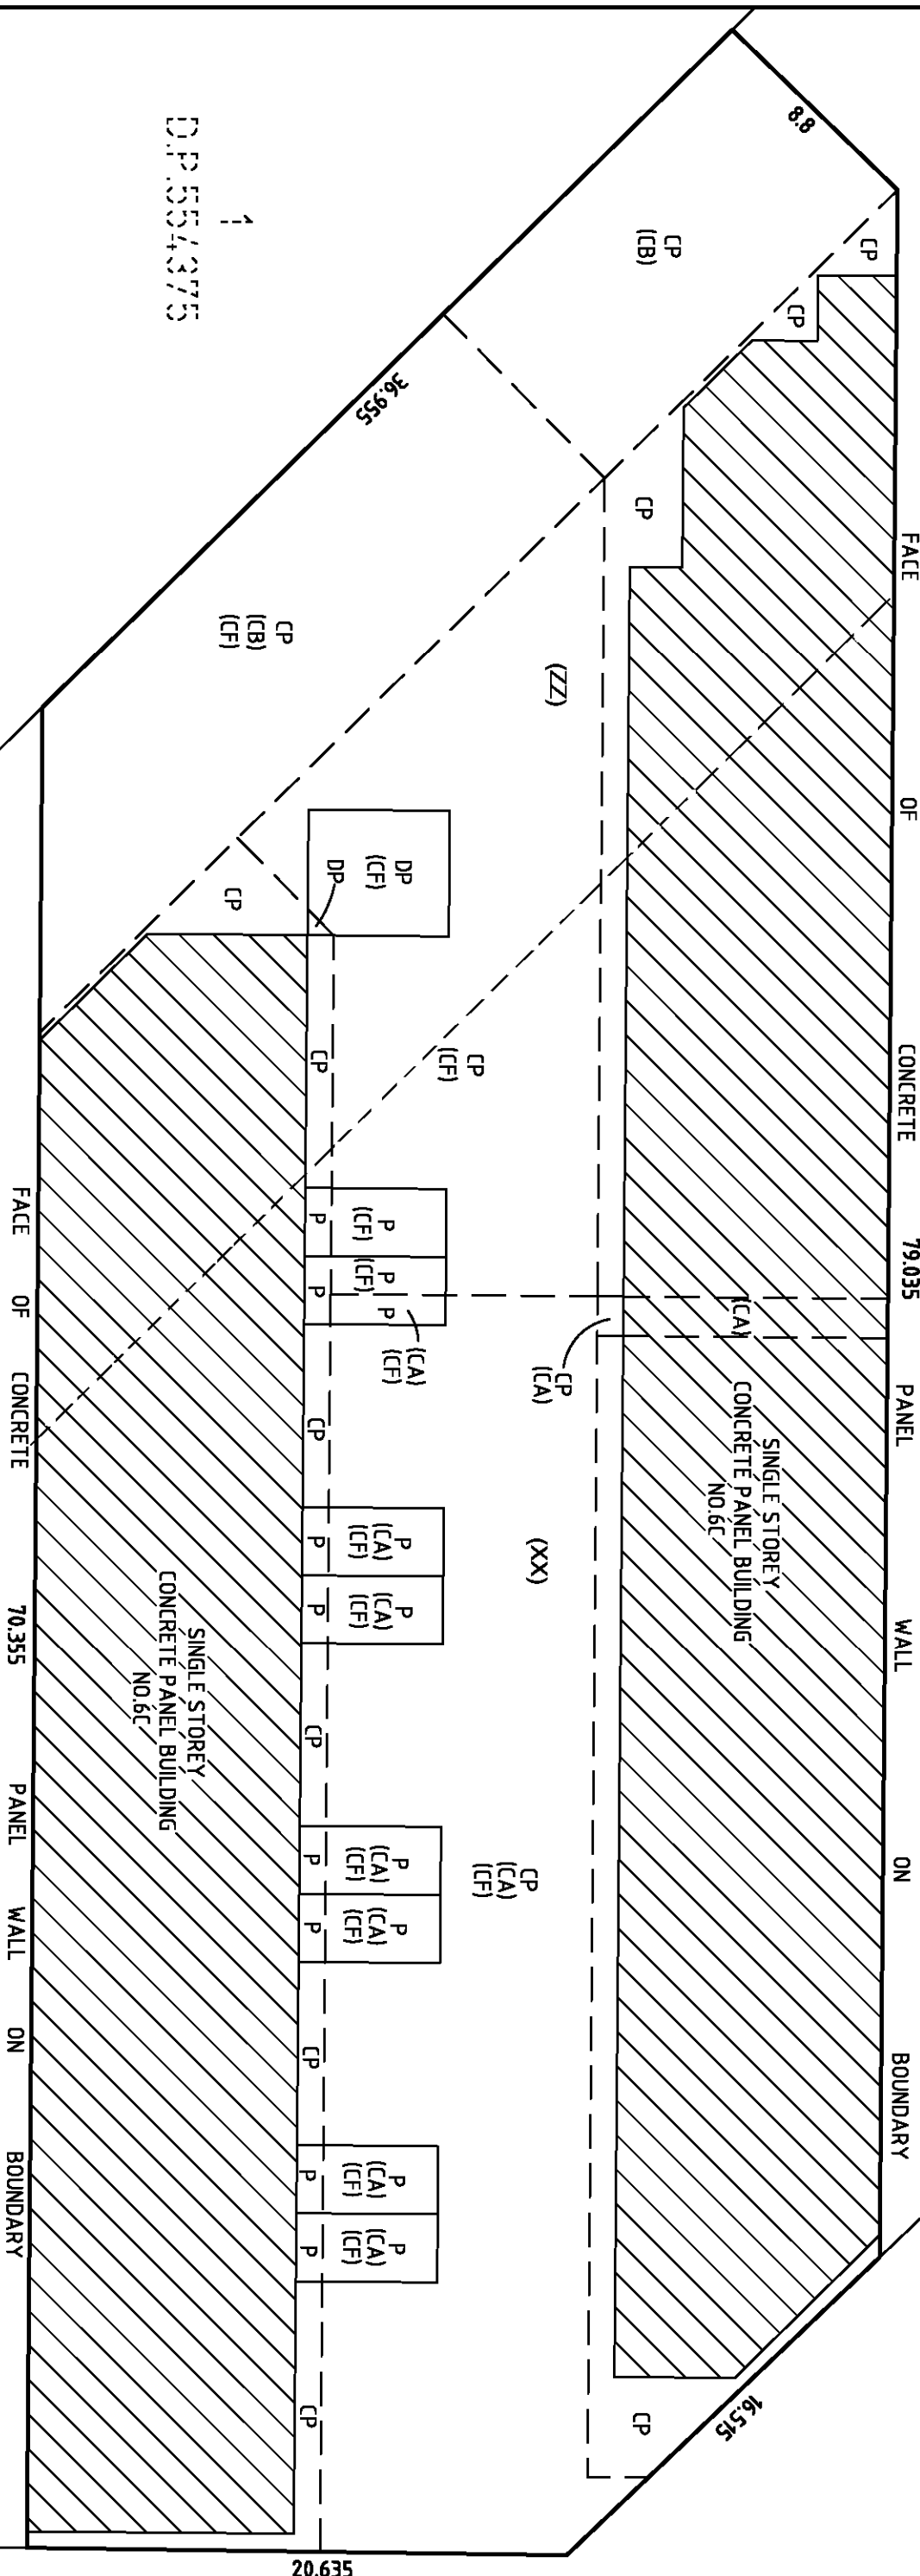 8.8
CP
CP
CP
(CB)
36.955
1
D.P.554375
CP
CP
(CB)
(CF)
(ZZ)
FACE OF CONCRETE 79.035 PANEL WALL ON BOUNDARY
DP
(CF)
DP
CP
CP
CP
(CF)
P
(CF)
P
P
(CF)
P
P
(CA)
(CF)
(CA)
CP
(CA)
SINGLE STOREY
CONCRETE PANEL BUILDING
NO.6C
(XX)
CP
P
(CA)
(CF)
P
P
(CA)
(CF)
P
CP
CP
(CA)
(CF)
P
(CA)
(CF)
P
P
(CA)
(CF)
P
CP
P
(CA)
(CF)
P
P
(CA)
(CF)
P
CP
CP
16.515
SINGLE STOREY
CONCRETE PANEL BUILDING
NO.6C
FACE OF CONCRETE 70.355 PANEL WALL ON BOUNDARY
20.635